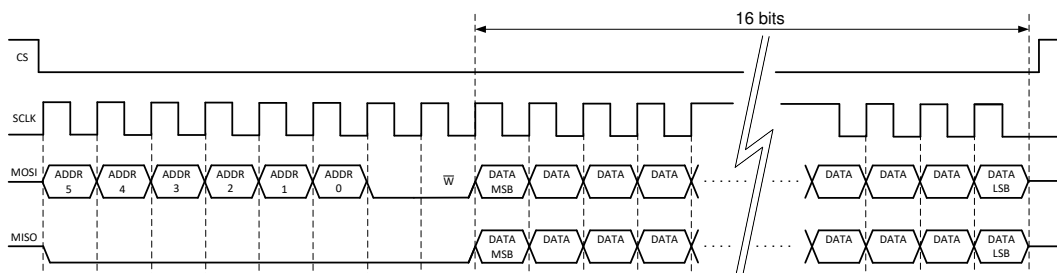 16 bits
CS
SCLK
MOSI ADDR 5 ADDR 4 ADDR 3 ADDR 2 ADDR 1 ADDR 0 W̅ DATA MSB DATA DATA DATA DATA DATA DATA DATA LSB
MISO DATA MSB DATA DATA DATA DATA DATA DATA DATA LSB